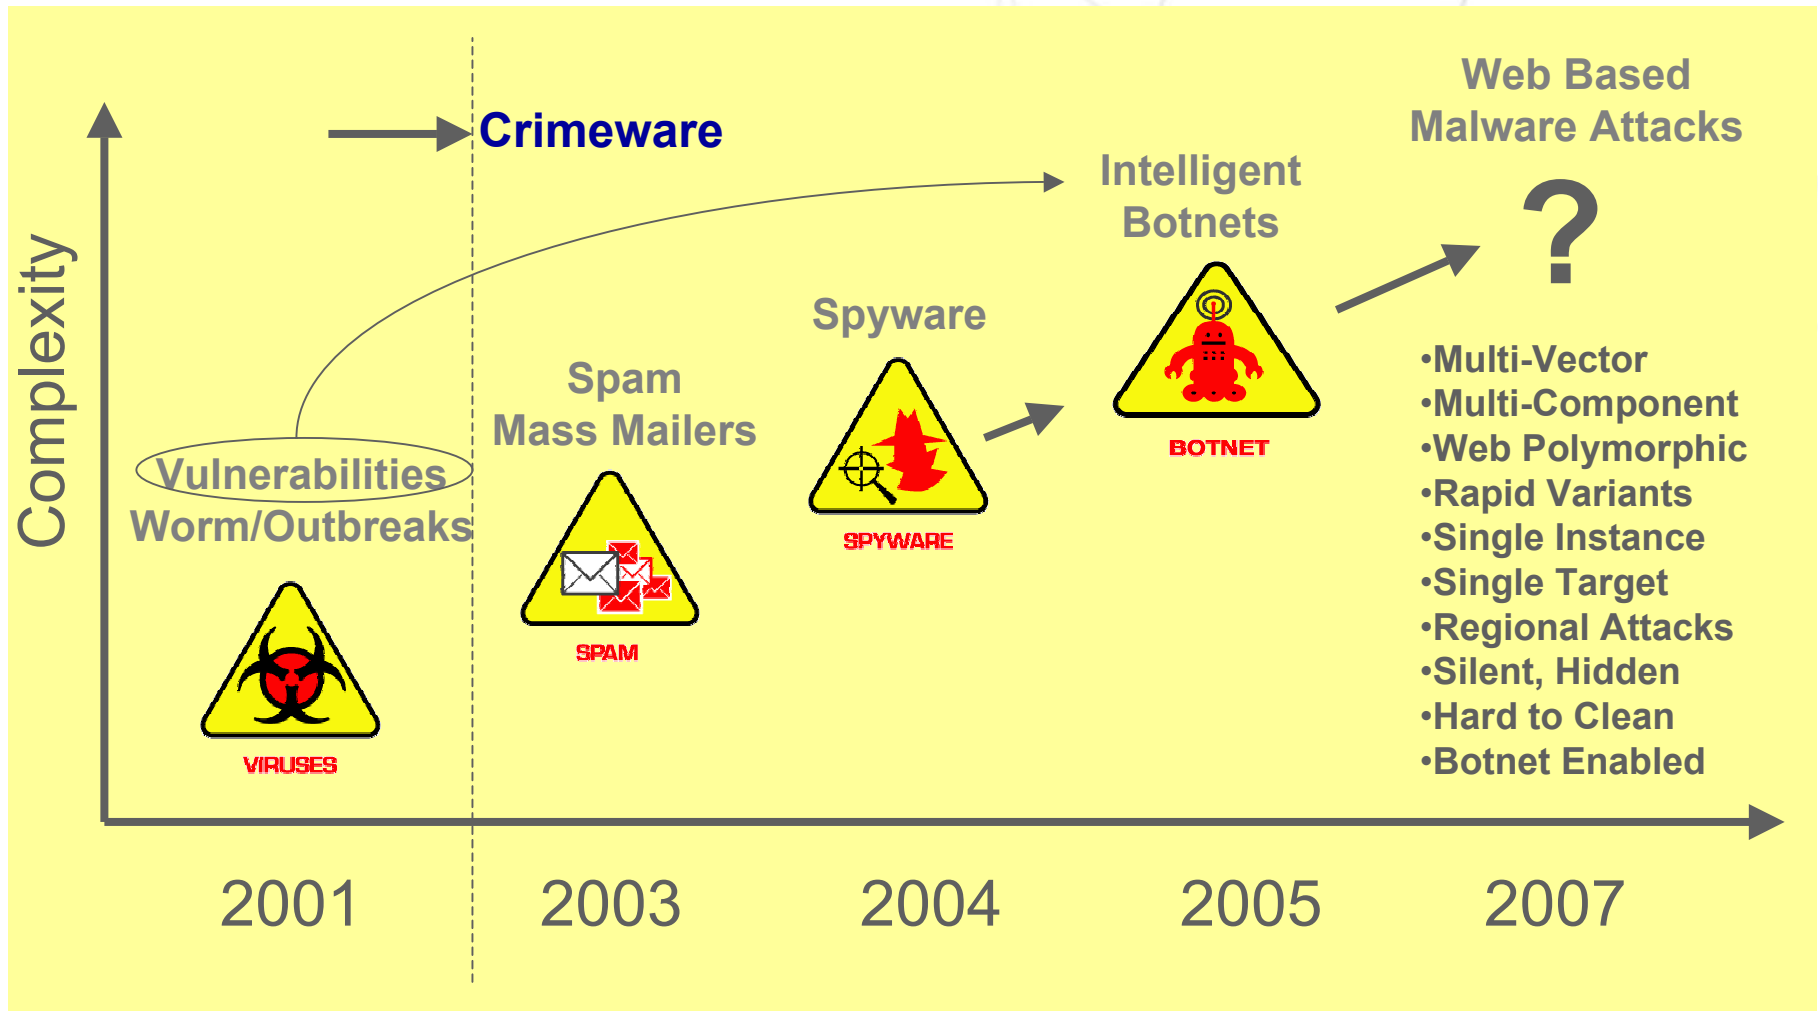 Complexity
Crimeware
Vulnerabilities
Worm/Outbreaks
VIRUSES
Spam
Mass Mailers
SPAM
Spyware
SPYWARE
Intelligent
Botnets
BOTNET
Web Based
Malware Attacks
?
•Multi-Vector
•Multi-Component
•Web Polymorphic
•Rapid Variants
•Single Instance
•Single Target
•Regional Attacks
•Silent, Hidden
•Hard to Clean
•Botnet Enabled
2001 2003 2004 2005 2007